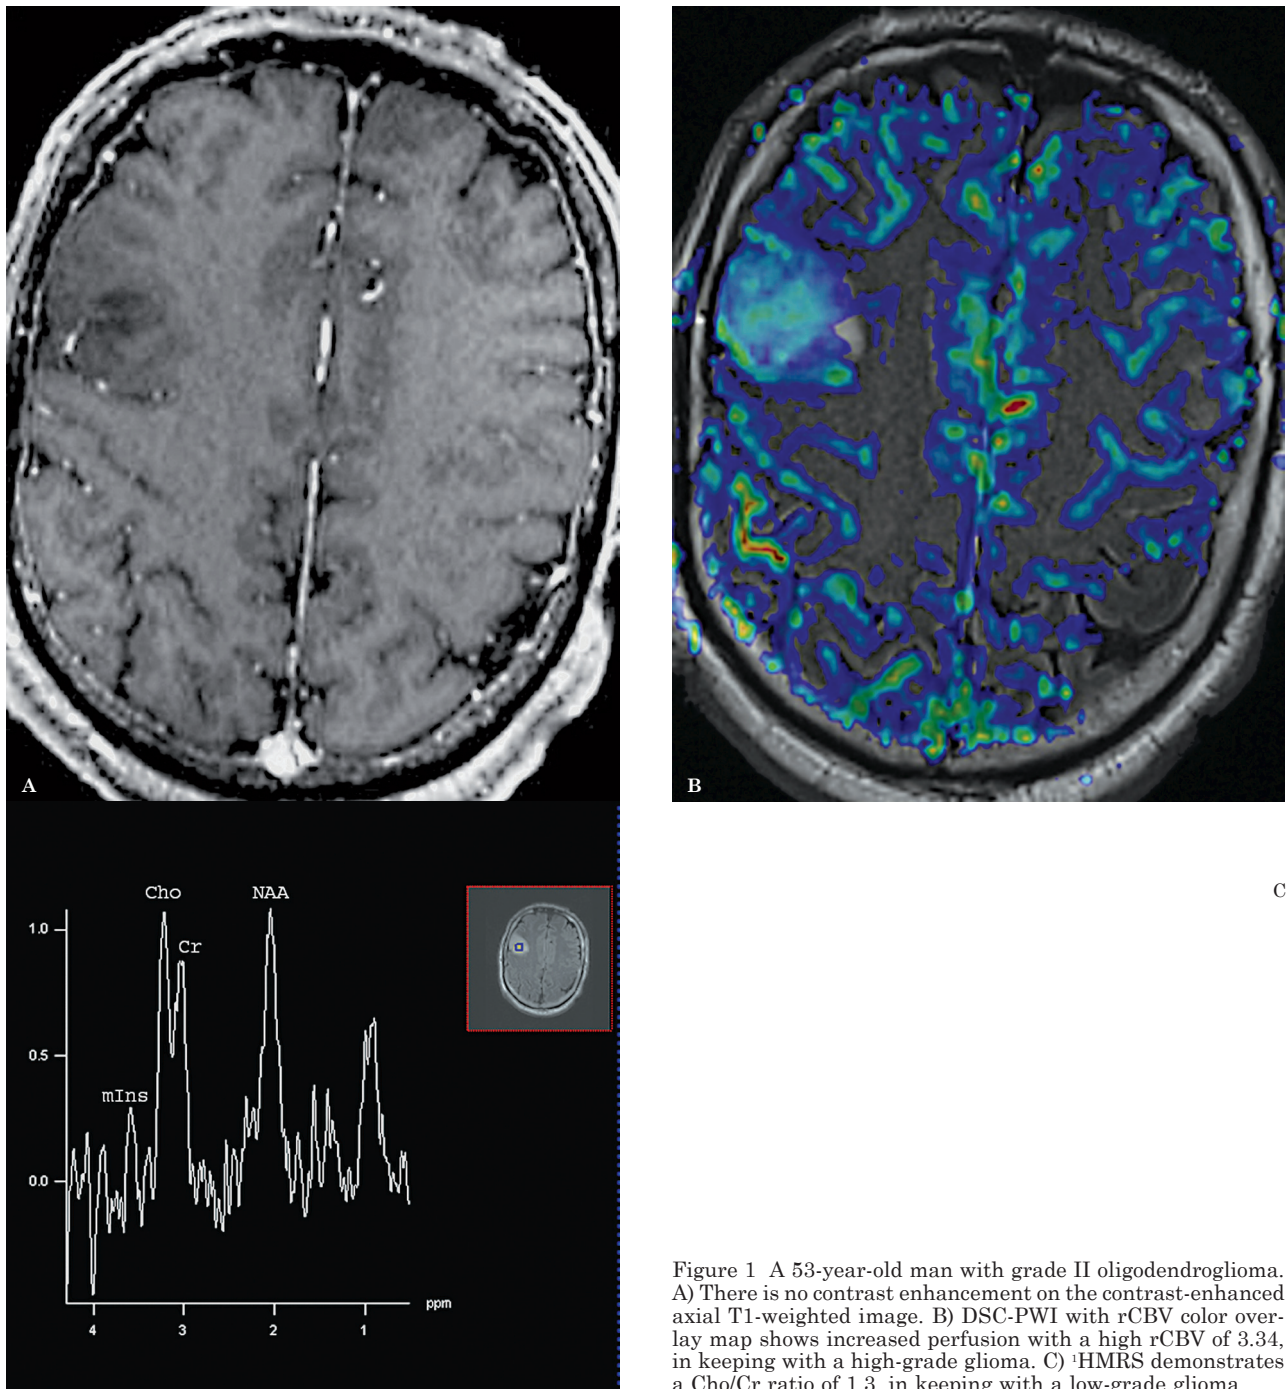 A
B
Cho
NAA
Cr
mIns
1.0
0.5
0.0
4
3
2
1
ppm
C
Figure 1 A 53-year-old man with grade II oligodendroglioma.
A) There is no contrast enhancement on the contrast-enhanced
axial T1-weighted image. B) DSC-PWI with rCBV color over-
lay map shows increased perfusion with a high rCBV of 3.34,
in keeping with a high-grade glioma. C) ¹HMRS demonstrates
a Cho/Cr ratio of 1.3, in keeping with a low-grade glioma.